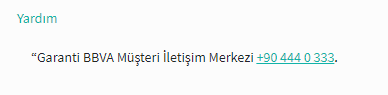 Yardım
“Garanti BBVA Müşteri İletişim Merkezi +90 444 0 333.